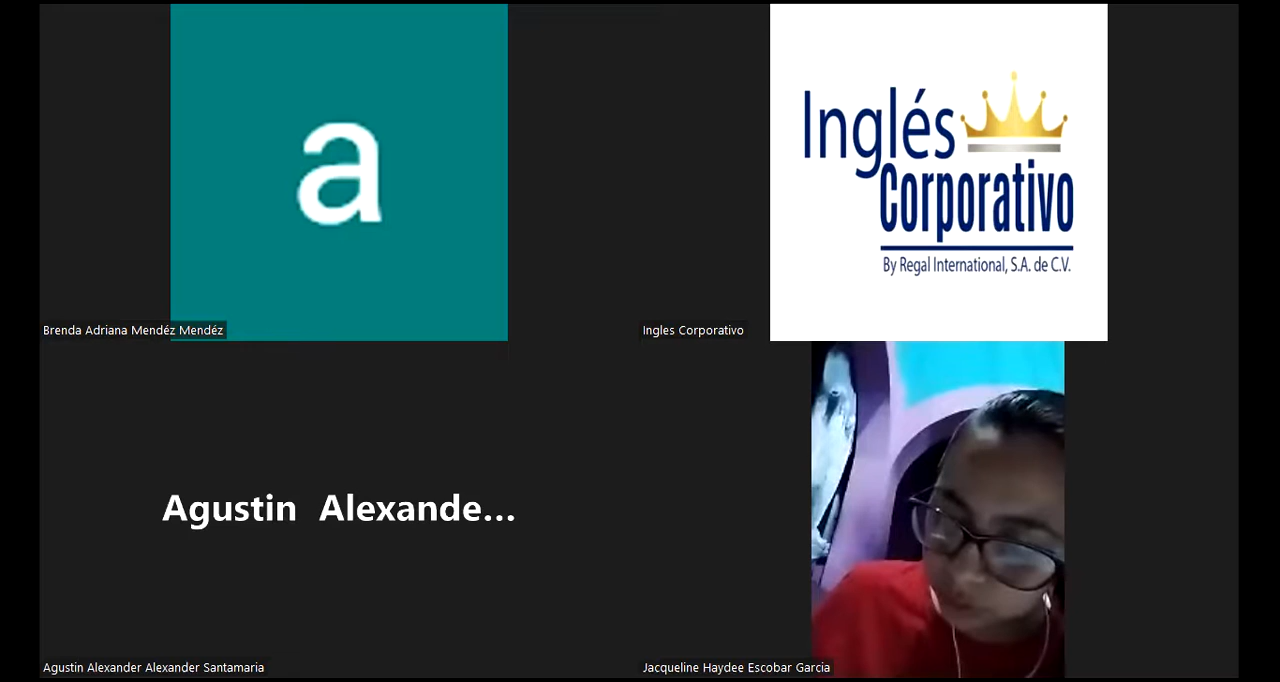 a
Brenda Adriana Mendéz Mendéz
Inglés
Corporativo
By Regal International, S.A. de C.V.
Ingles Corporativo
Agustin Alexande...
Agustin Alexander Alexander Santamaria
Jacqueline Haydee Escobar Garcia